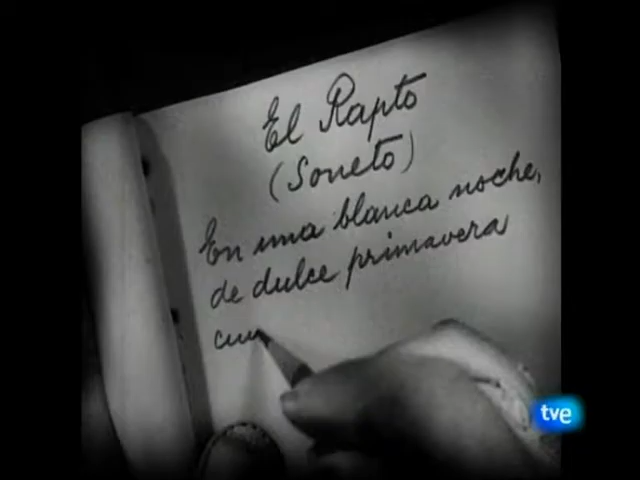 El Rapto
(Soneto)
En una blanca noche,
de dulce primavera
tve